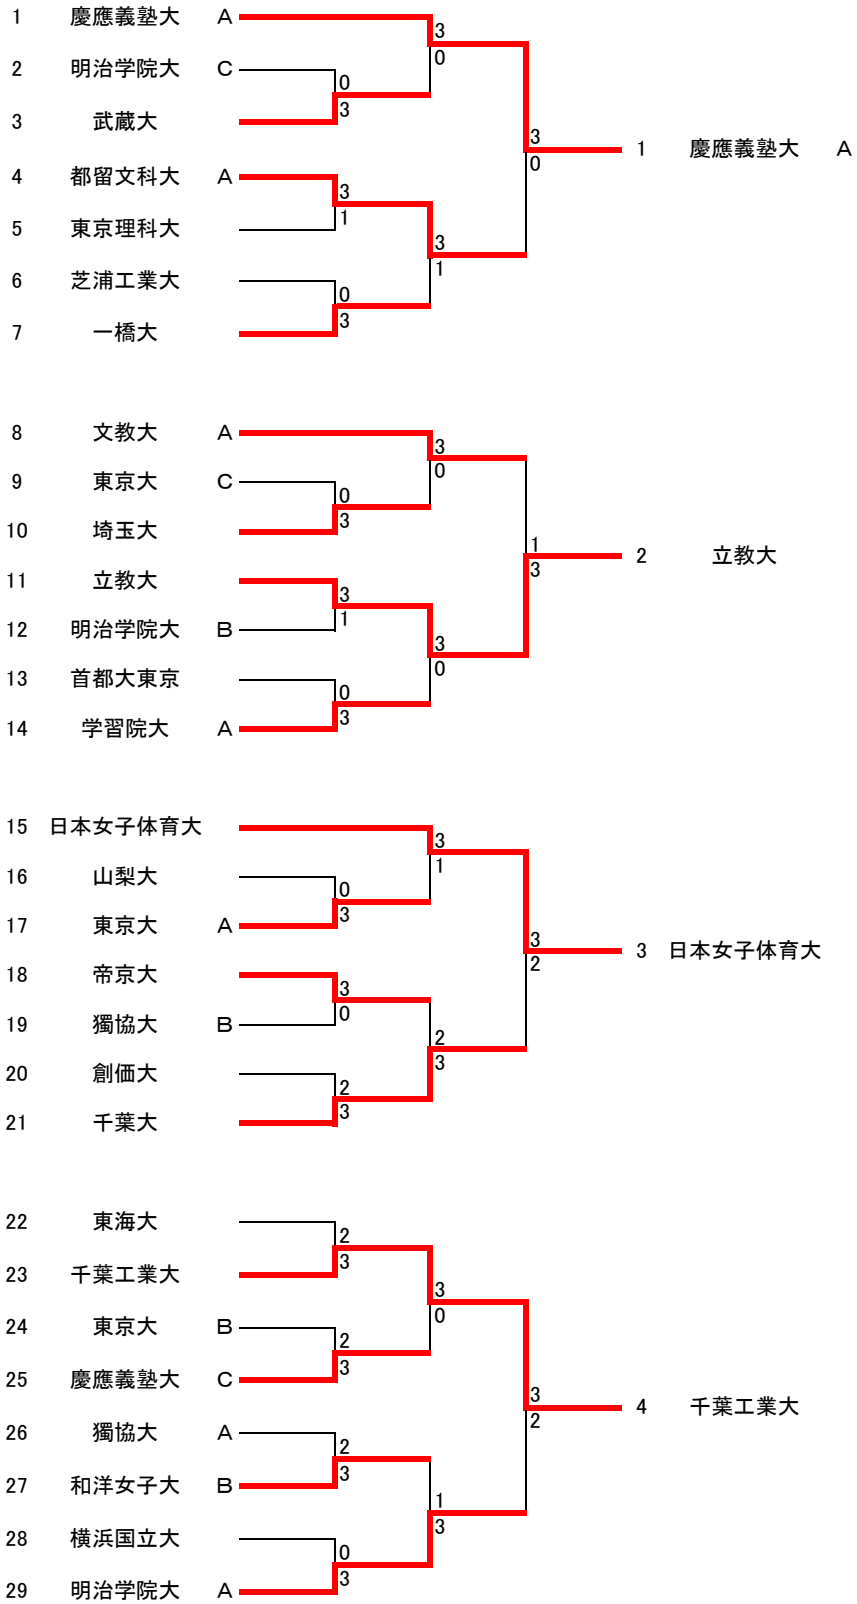 1 慶應義塾大 A
3
0
2 明治学院大 C
0
3
3 武蔵大
3
0
1 慶應義塾大 A
4 都留文科大 A
3
1
5 東京理科大
3
1
6 芝浦工業大
0
3
7 一橋大
8 文教大 A
3
0
9 東京大 C
0
3
10 埼玉大
1
3
2 立教大
11 立教大
3
1
12 明治学院大 B
3
0
13 首都大東京
0
3
14 学習院大 A
15 日本女子体育大
3
1
16 山梨大
0
3
17 東京大 A
3
2
3 日本女子体育大
18 帝京大
3
0
19 獨協大 B
2
3
20 創価大
2
3
21 千葉大
22 東海大
2
3
23 千葉工業大
3
0
24 東京大 B
2
3
25 慶應義塾大 C
3
2
4 千葉工業大
26 獨協大 A
2
3
27 和洋女子大 B
1
3
28 横浜国立大
0
3
29 明治学院大 A